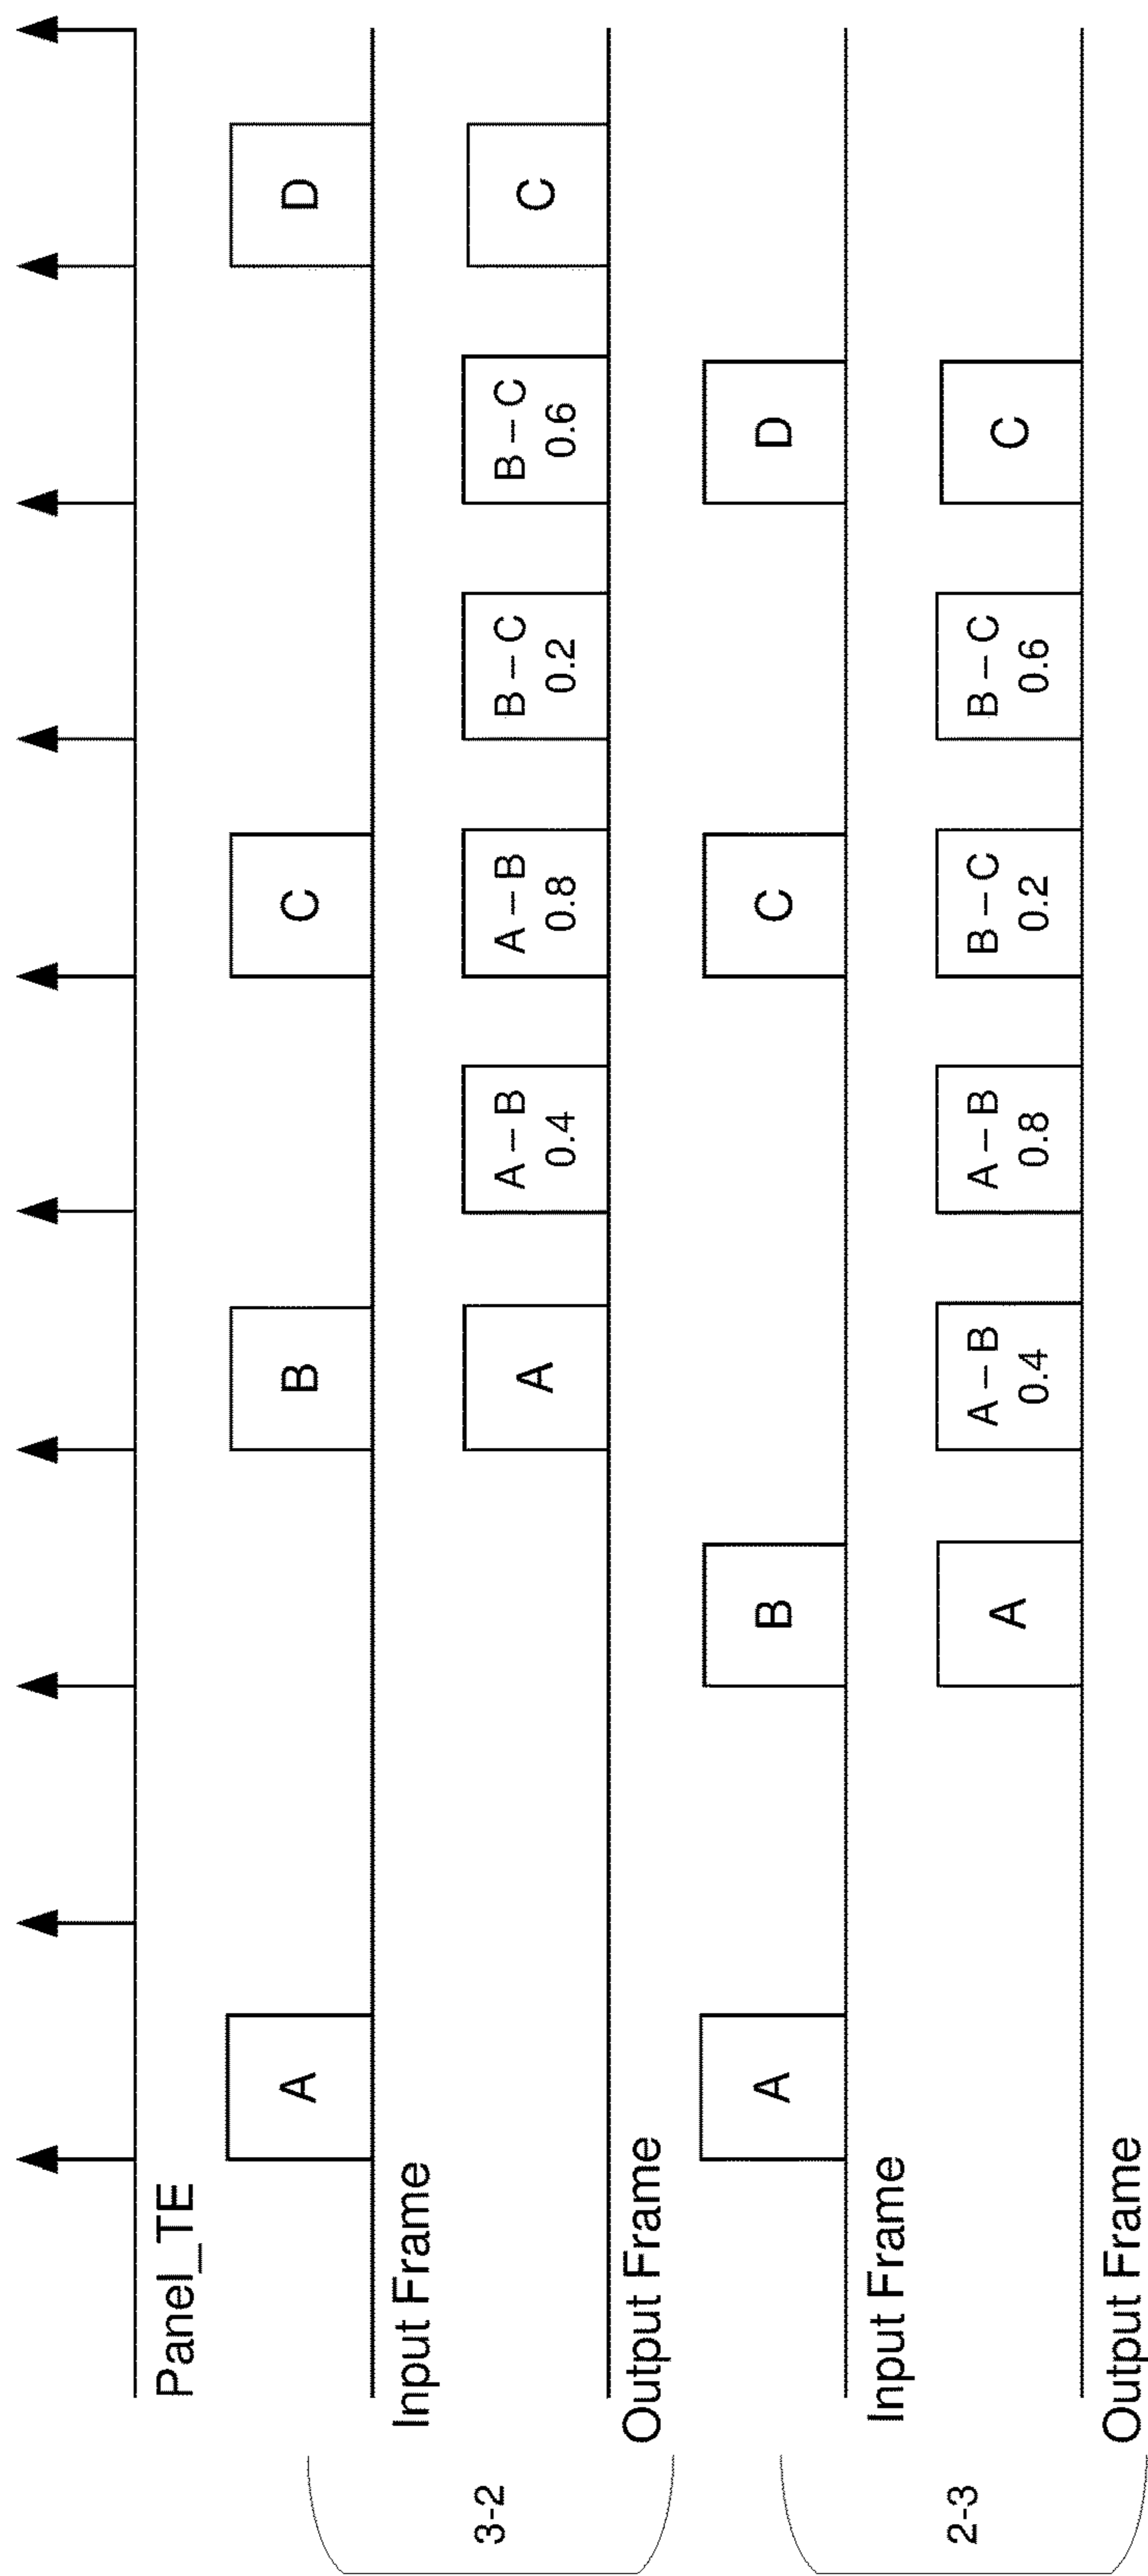 Panel_TE
A
B
C
D
Input Frame
3-2
A
A – B
0.4
A – B
0.8
B – C
0.2
B – C
0.6
C
Output Frame
A
B
C
D
Input Frame
2-3
A
A – B
0.4
A – B
0.8
B – C
0.2
B – C
0.6
C
Output Frame